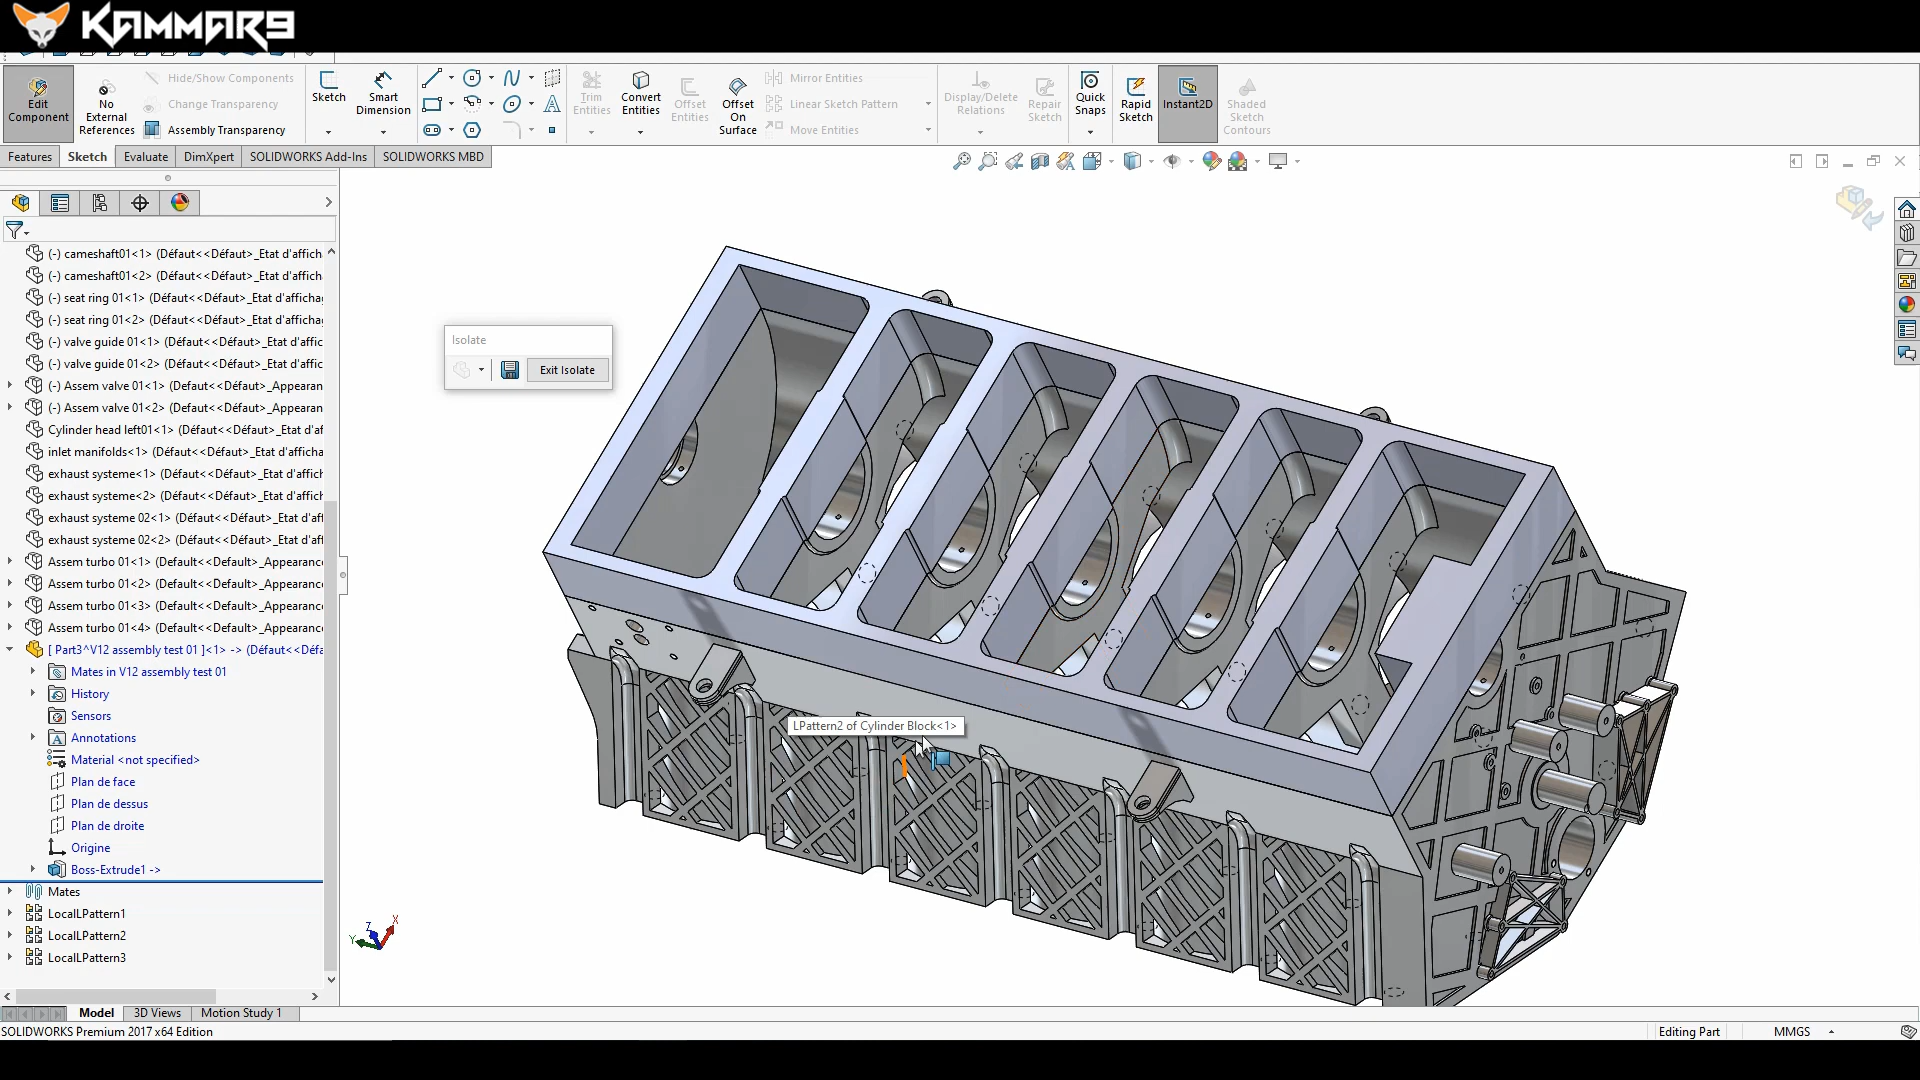 KAMMAR9
Edit Component
No External References
Hide/Show Components
Change Transparency
Assembly Transparency
Sketch
Smart Dimension
Trim Entities
Convert Entities
Offset Entities
Offset On Surface
Mirror Entities
Linear Sketch Pattern
Move Entities
Display/Delete Relations
Repair Sketch
Quick Snaps
Rapid Sketch
Instant2D
Shaded Sketch Contours
Features
Sketch
Evaluate
DimXpert
SOLIDWORKS Add-Ins
SOLIDWORKS MBD
(-) cameshaft01<1> (Défaut<<Défaut>_Etat d'affich
(-) cameshaft01<2> (Défaut<<Défaut>_Etat d'affich
(-) seat ring 01<1> (Défaut<<Défaut>_Etat d'afficha
(-) seat ring 01<2> (Défaut<<Défaut>_Etat d'afficha
(-) valve guide 01<1> (Défaut<<Défaut>_Etat d'affic
(-) valve guide 01<2> (Défaut<<Défaut>_Etat d'affic
(-) Assem valve 01<1> (Défaut<<Défaut>_Appearan
(-) Assem valve 01<2> (Défaut<<Défaut>_Appearan
Cylinder head left01<1> (Défaut<<Défaut>_Etat d'af
inlet manifolds<1> (Défaut<<Défaut>_Etat d'affich
exhaust systeme<1> (Défaut<<Défaut>_Etat d'affich
exhaust systeme<2> (Défaut<<Défaut>_Etat d'affich
exhaust systeme 02<1> (Défaut<<Défaut>_Etat d'aff
exhaust systeme 02<2> (Défaut<<Défaut>_Etat d'aff
Assem turbo 01<1> (Default<<Default>_Appearance
Assem turbo 01<2> (Default<<Default>_Appearance
Assem turbo 01<3> (Default<<Default>_Appearance
Assem turbo 01<4> (Default<<Default>_Appearance
[ Part3^V12 assembly test 01 ]<1> -> (Défaut<<Défa
Mates in V12 assembly test 01
History
Sensors
Annotations
Material <not specified>
Plan de face
Plan de dessus
Plan de droite
Origine
Boss-Extrude1 ->
Mates
LocalLPattern1
LocalLPattern2
LocalLPattern3
Isolate
Exit Isolate
LPattern2 of Cylinder Block<1>
X
Y
Z
Model
3D Views
Motion Study 1
SOLIDWORKS Premium 2017 x64 Edition
Editing Part
MMGS